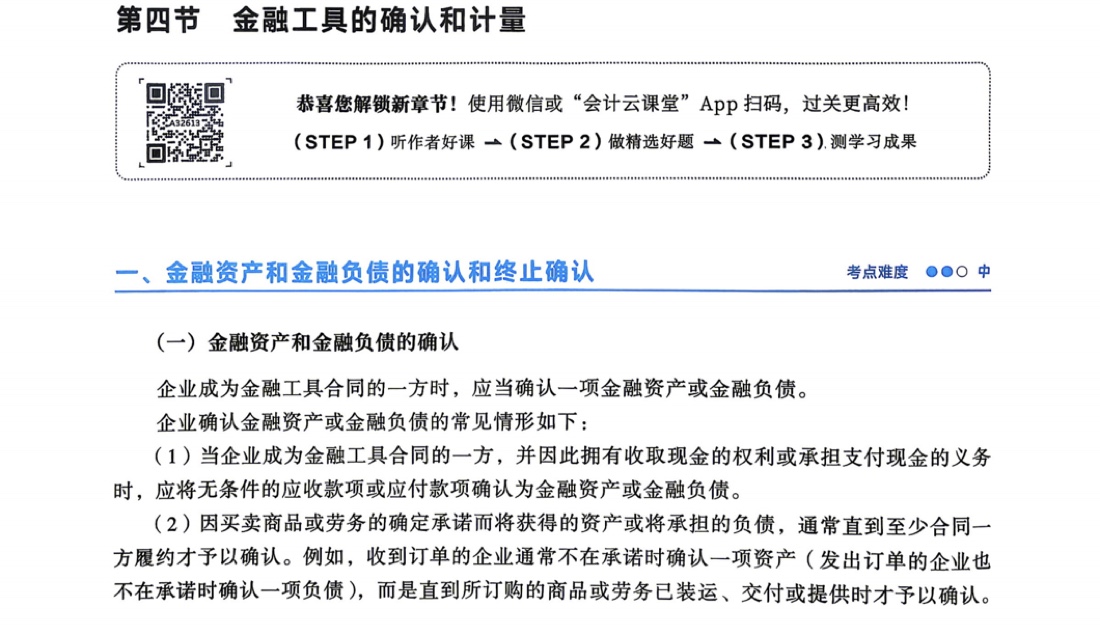 第四节 金融工具的确认和计量
A32613
恭喜您解锁新章节！使用微信或“会计云课堂”App 扫码，过关更高效！
（STEP 1）听作者好课 ⇀（STEP 2）做精选好题 ⇀（STEP 3）.测学习成果
一、金融资产和金融负债的确认和终止确认 考点难度 ●●○ 中
（一）金融资产和金融负债的确认
企业成为金融工具合同的一方时，应当确认一项金融资产或金融负债。
企业确认金融资产或金融负债的常见情形如下：
（1）当企业成为金融工具合同的一方，并因此拥有收取现金的权利或承担支付现金的义务
时，应将无条件的应收款项或应付款项确认为金融资产或金融负债。
（2）因买卖商品或劳务的确定承诺而将获得的资产或将承担的负债，通常直到至少合同一
方履约才予以确认。例如，收到订单的企业通常不在承诺时确认一项资产（发出订单的企业也
不在承诺时确认一项负债），而是直到所订购的商品或劳务已装运、交付或提供时才予以确认。